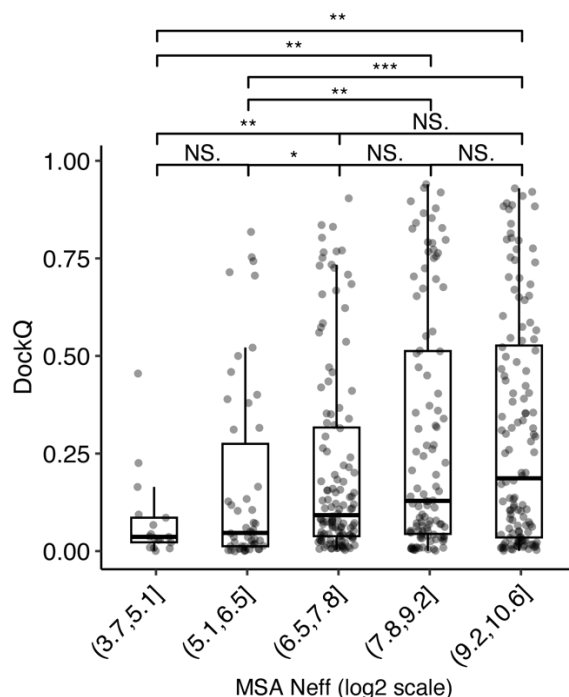 **
**
***
**
**
NS.
NS.
*
NS.
NS.
1.00
0.75
0.50
0.25
0.00
DockQ
(3.7,5.1]
(5.1,6.5]
(6.5,7.8]
(7.8,9.2]
(9.2,10.6]
MSA Neff (log2 scale)